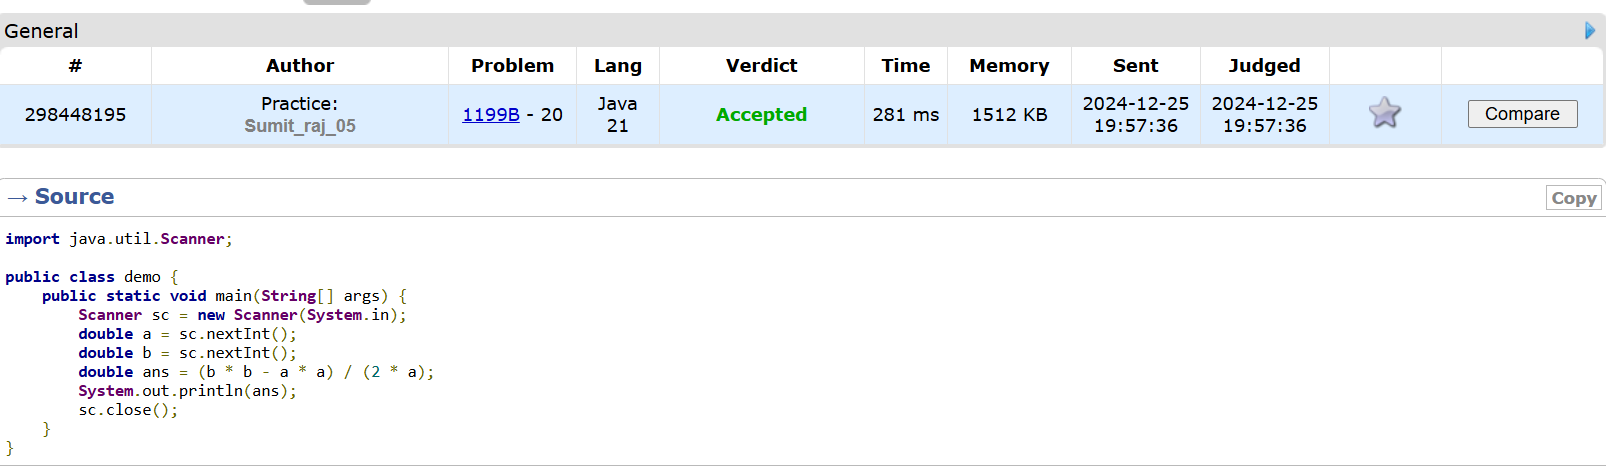 General
# Author Problem Lang Verdict Time Memory Sent Judged
298448195 Practice: Sumit_raj_05 1199B - 20 Java 21 Accepted 281 ms 1512 KB 2024-12-25 19:57:36 2024-12-25 19:57:36 Compare
→ Source Copy
import java.util.Scanner;
public class demo {
    public static void main(String[] args) {
        Scanner sc = new Scanner(System.in);
        double a = sc.nextInt();
        double b = sc.nextInt();
        double ans = (b * b - a * a) / (2 * a);
        System.out.println(ans);
        sc.close();
    }
}